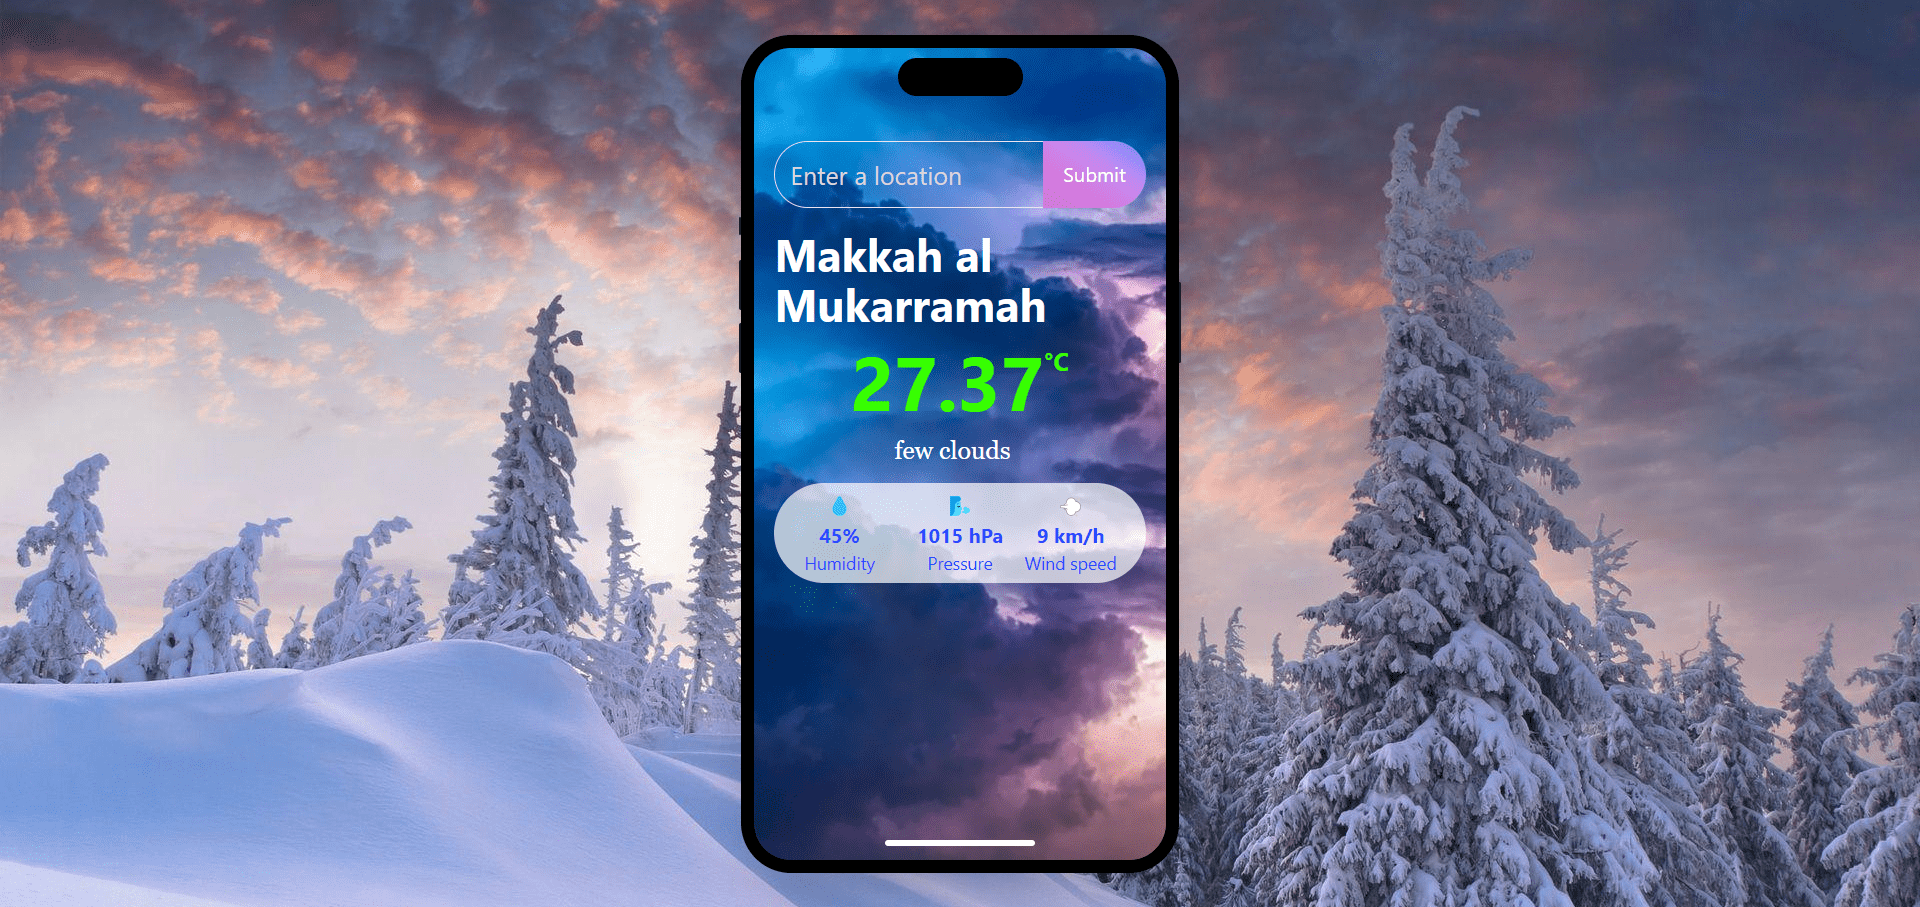 Enter a location
Submit
Makkah al
Mukarramah
27.37°C
few clouds
45%
1015 hPa
9 km/h
Humidity
Pressure
Wind speed